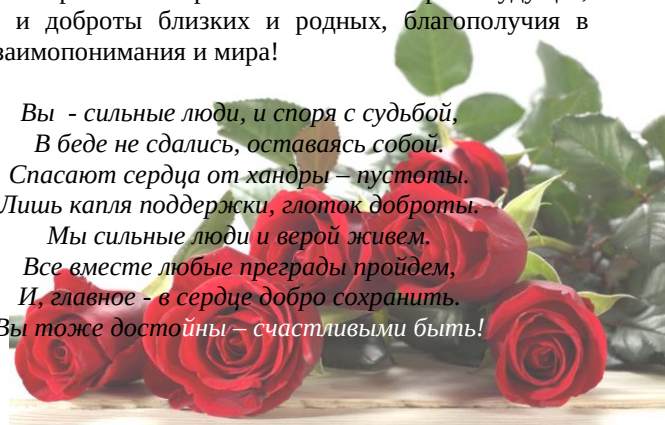 и доброты близких и родных, благополучия в
заимопонимания и мира!
Вы - сильные люди, и споря с судьбой,
В беде не сдались, оставаясь собой.
Спасают сердца от хандры – пустоты.
Лишь капля поддержки, глоток доброты.
Мы сильные люди и верой живем.
Все вместе любые преграды пройдем,
И, главное - в сердце добро сохранить.
Вы тоже достойны – счастливыми быть!